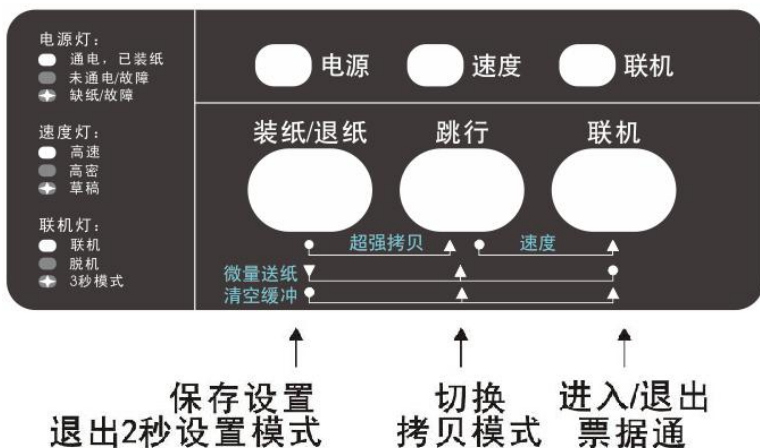 电源灯：
通电，已装纸
未通电/故障
缺纸/故障
速度灯：
高速
高密
草稿
联机灯：
联机
脱机
3秒模式
电源 速度 联机
装纸/退纸 跳行 联机
超强拷贝 速度
微量送纸
清空缓冲
保存设置
退出2秒设置模式
切换
拷贝模式
进入/退出
票据通